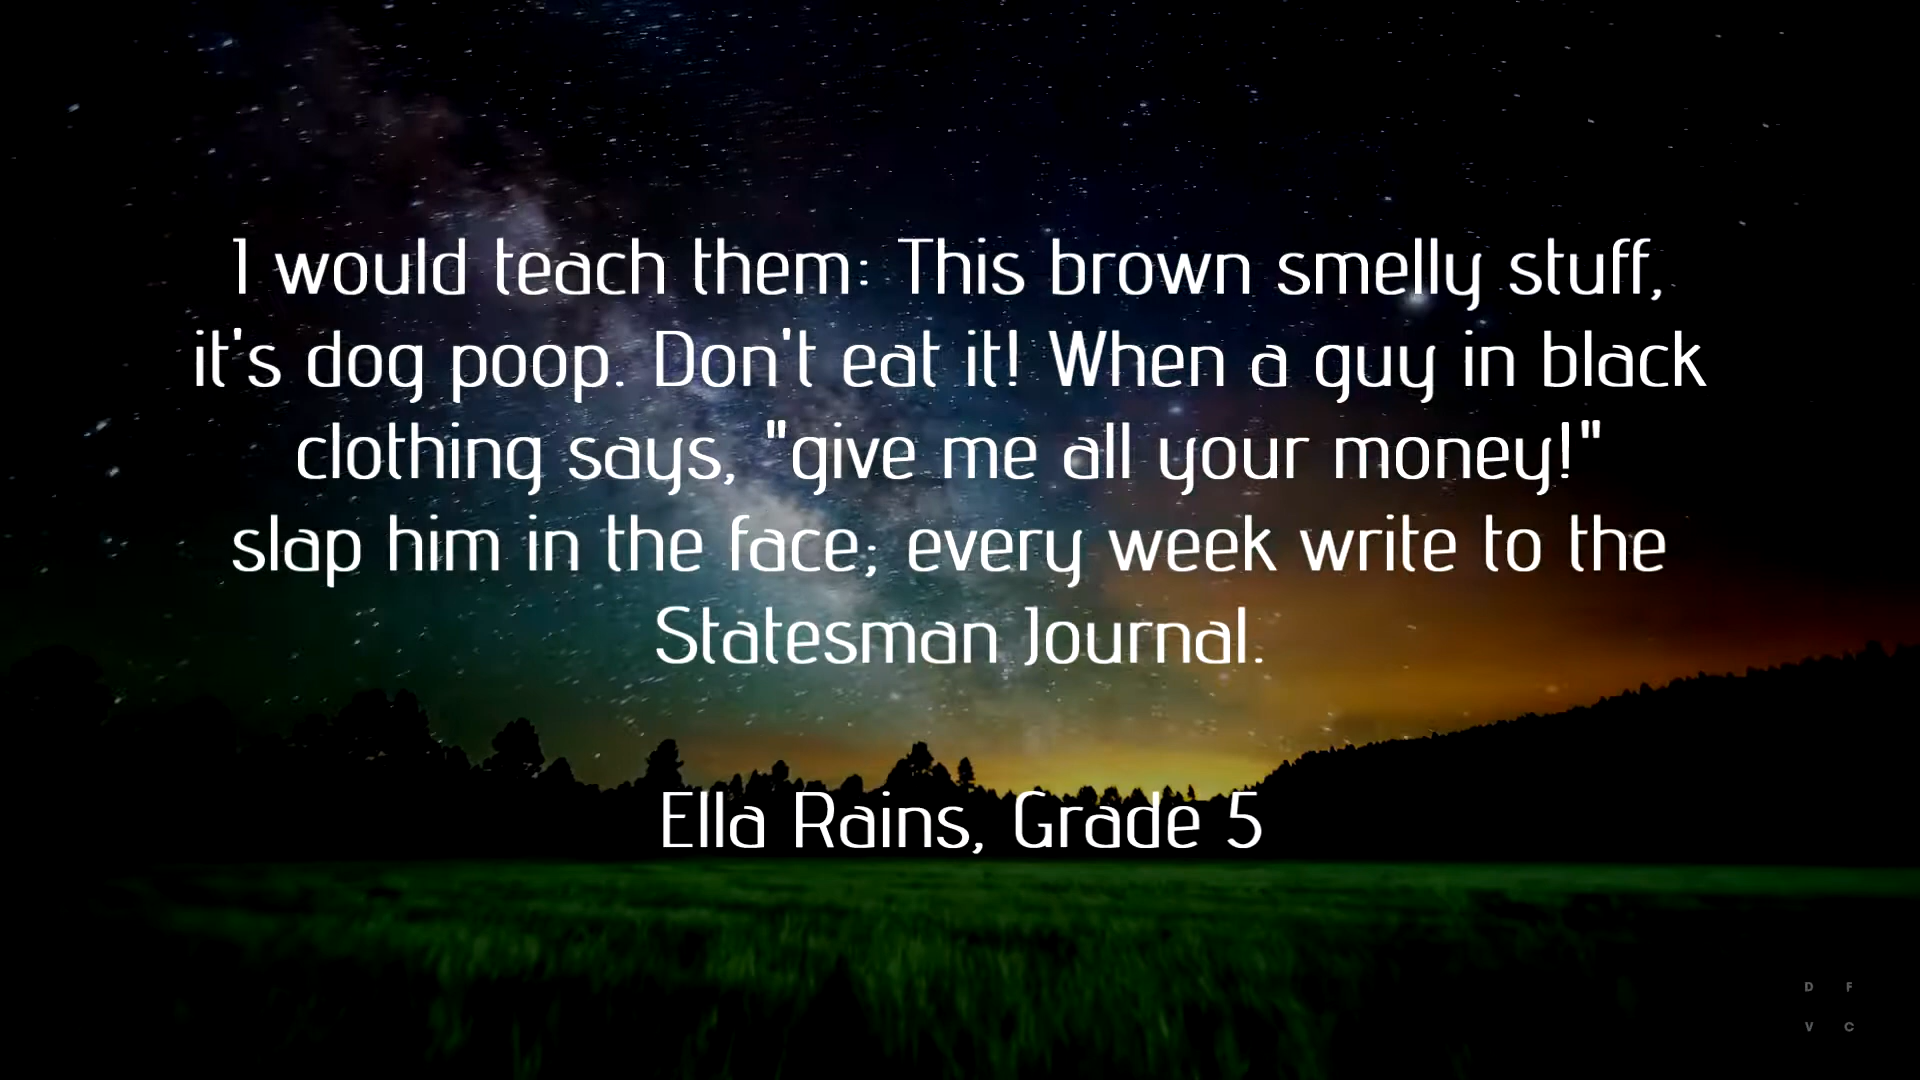 I would teach them: This brown smelly stuff,
it's dog poop. Don't eat it! When a guy in black
clothing says, "give me all your money!"
slap him in the face; every week write to the
Statesman Journal.
Ella Rains, Grade 5
D F
V C